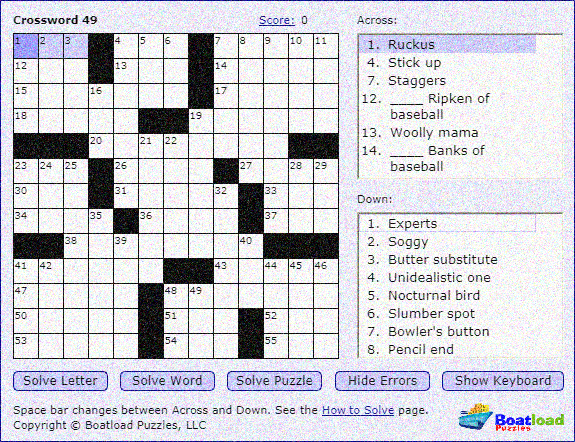 Crossword 49
Score: 0
1 2 3 4 5 6 7 8 9 10 11
12 13 14
15 16 17
18 19
20 21 22
23 24 25 26 27 28 29
30 31 32 33
34 35 36 37
38 39 40
41 42 43 44 45 46
47 48 49
50 51 52
53 54 55
Across:
1. Ruckus
4. Stick up
7. Staggers
12. ____ Ripken of
baseball
13. Woolly mama
14. ____ Banks of
baseball
Down:
1. Experts
2. Soggy
3. Butter substitute
4. Unidealistic one
5. Nocturnal bird
6. Slumber spot
7. Bowler's button
8. Pencil end
Solve Letter Solve Word Solve Puzzle Hide Errors Show Keyboard
Space bar changes between Across and Down. See the How to Solve page.
Copyright © Boatload Puzzles, LLC
Boatload
Puzzles